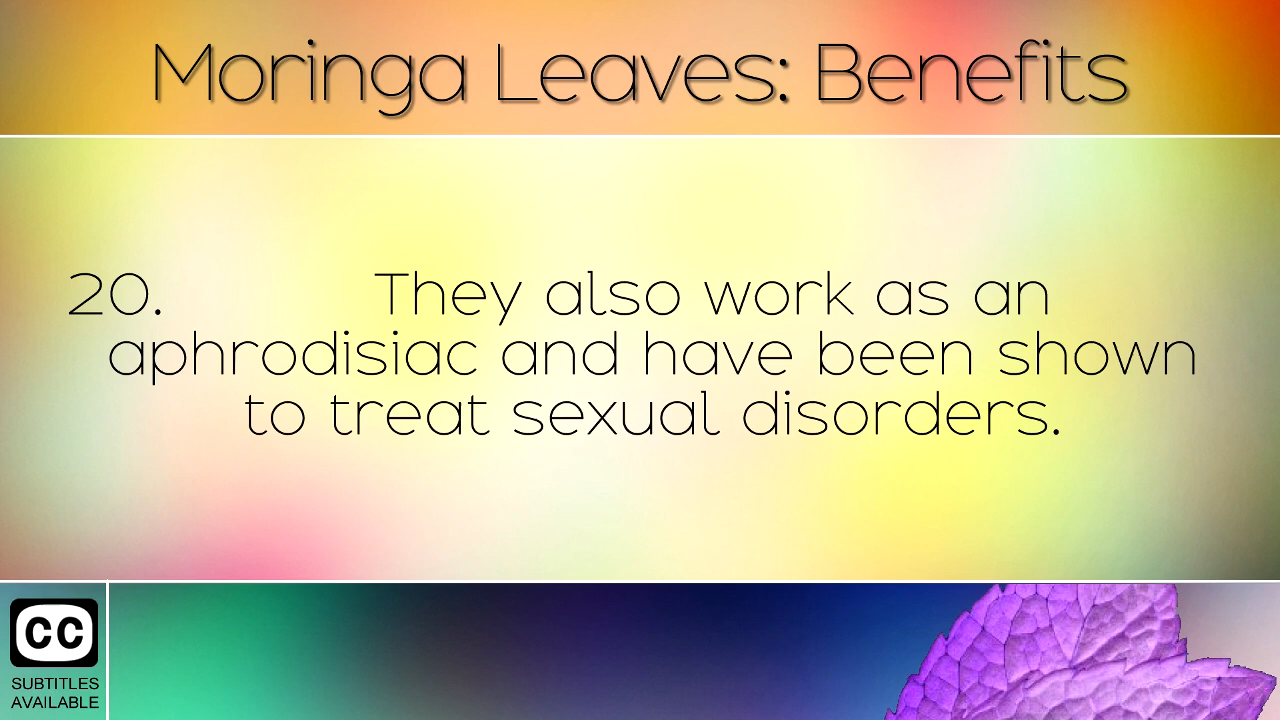 Moringa Leaves: Benefits
20. They also work as an
aphrodisiac and have been shown
to treat sexual disorders.
CC
SUBTITLES
AVAILABLE